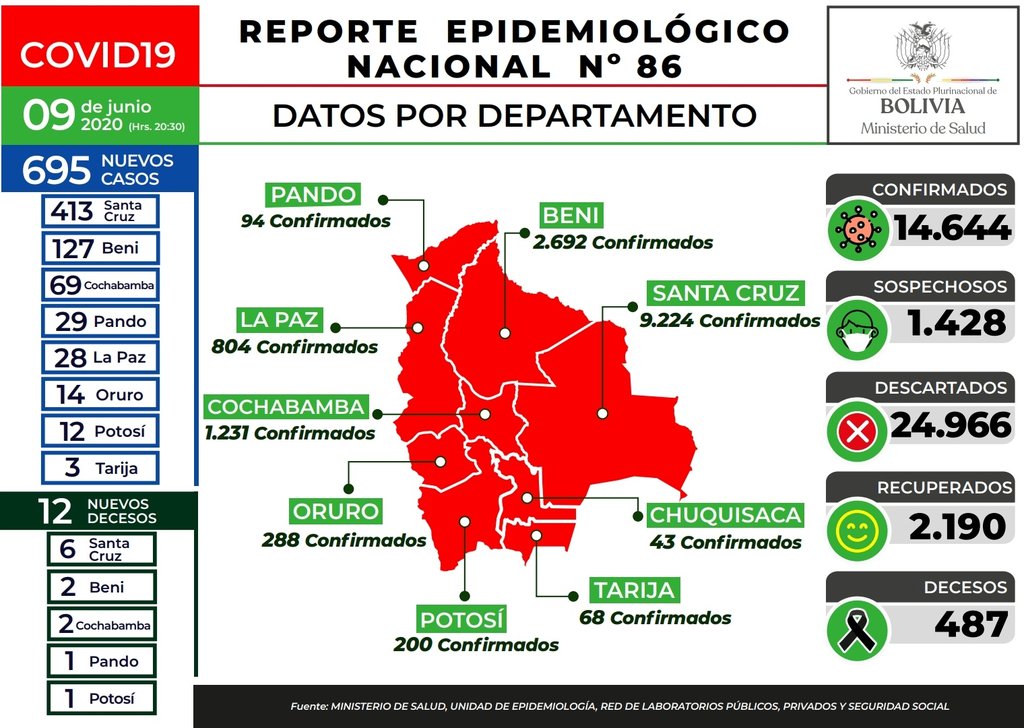 COVID19
REPORTE EPIDEMIOLÓGICO
NACIONAL Nº 86
Gobierno del Estado Plurinacional de
BOLIVIA
Ministerio de Salud
09 de junio
2020 (Hrs. 20:30)
DATOS POR DEPARTAMENTO
695 NUEVOS
CASOS
413 Santa
Cruz
127 Beni
69 Cochabamba
29 Pando
28 La Paz
14 Oruro
12 Potosí
3 Tarija
12 NUEVOS
DECESOS
6 Santa
Cruz
2 Beni
2 Cochabamba
1 Pando
1 Potosí
PANDO
94 Confirmados
BENI
2.692 Confirmados
SANTA CRUZ
9.224 Confirmados
LA PAZ
804 Confirmados
COCHABAMBA
1.231 Confirmados
ORURO
288 Confirmados
CHUQUISACA
43 Confirmados
TARIJA
68 Confirmados
POTOSÍ
200 Confirmados
CONFIRMADOS
14.644
SOSPECHOSOS
1.428
DESCARTADOS
24.966
RECUPERADOS
2.190
DECESOS
487
Fuente: MINISTERIO DE SALUD, UNIDAD DE EPIDEMIOLOGÍA, RED DE LABORATORIOS PÚBLICOS, PRIVADOS Y SEGURIDAD SOCIAL